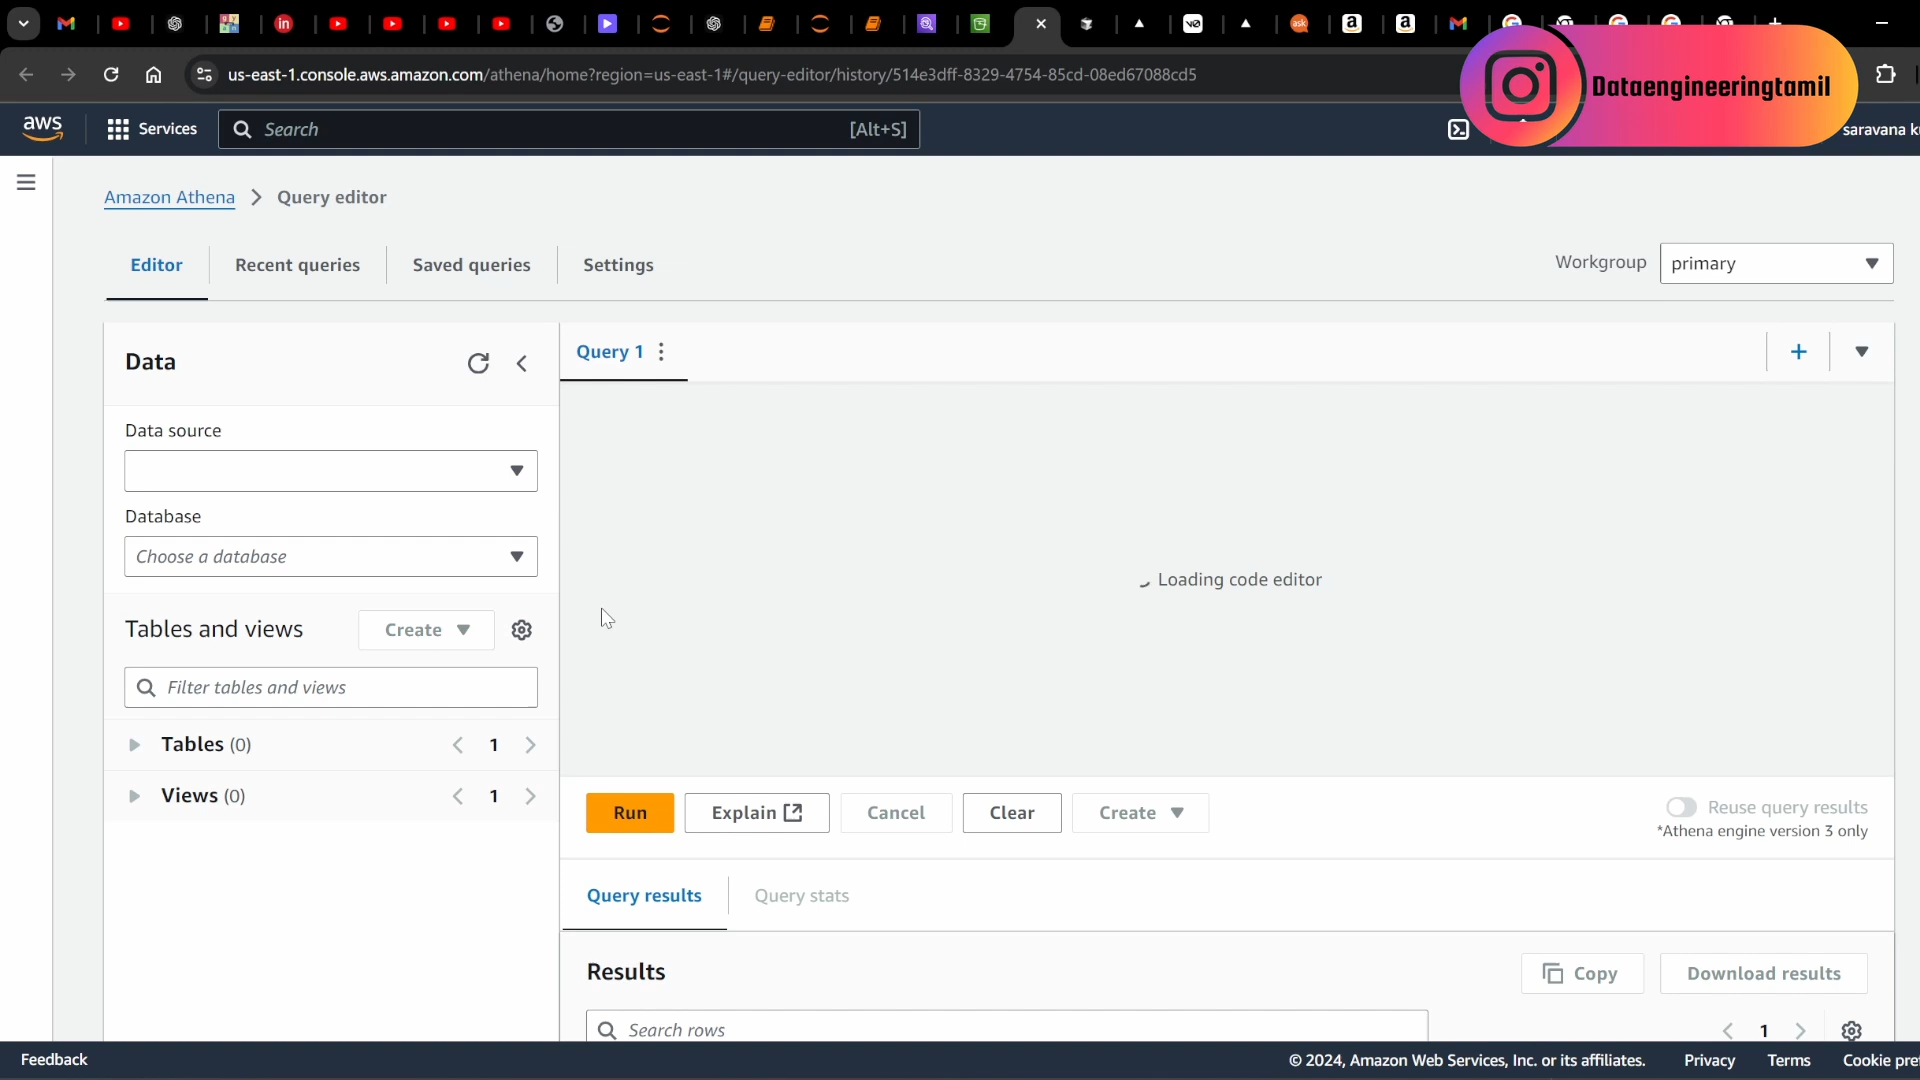 us-east-1.console.aws.amazon.com/athena/home?region=us-east-1#/query-editor/history/514e3dff-8329-4754-85cd-08ed67088cd5
Dataengineeringtamil
aws
Services
Search
[Alt+S]
saravana k
Amazon Athena > Query editor
Editor
Recent queries
Saved queries
Settings
Workgroup
primary
Data
Query 1
Data source
Database
Choose a database
Loading code editor
Tables and views
Create
Filter tables and views
Tables (0)
1
Views (0)
1
Run
Explain
Cancel
Clear
Create
Reuse query results
*Athena engine version 3 only
Query results
Query stats
Results
Copy
Download results
Search rows
1
Feedback
© 2024, Amazon Web Services, Inc. or its affiliates.
Privacy
Terms
Cookie pre